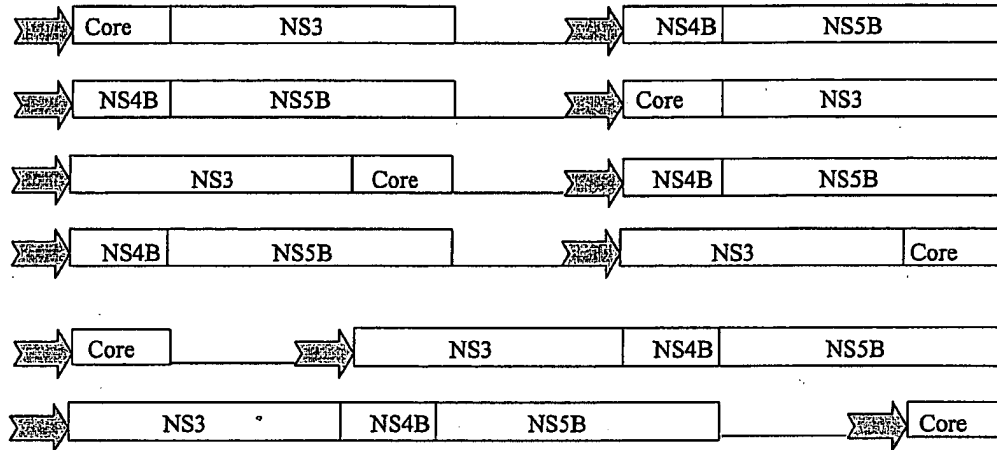 Core NS3 NS4B NS5B
NS4B NS5B Core NS3
NS3 Core NS4B NS5B
NS4B NS5B NS3 Core
Core NS3 NS4B NS5B
NS3 NS4B NS5B Core